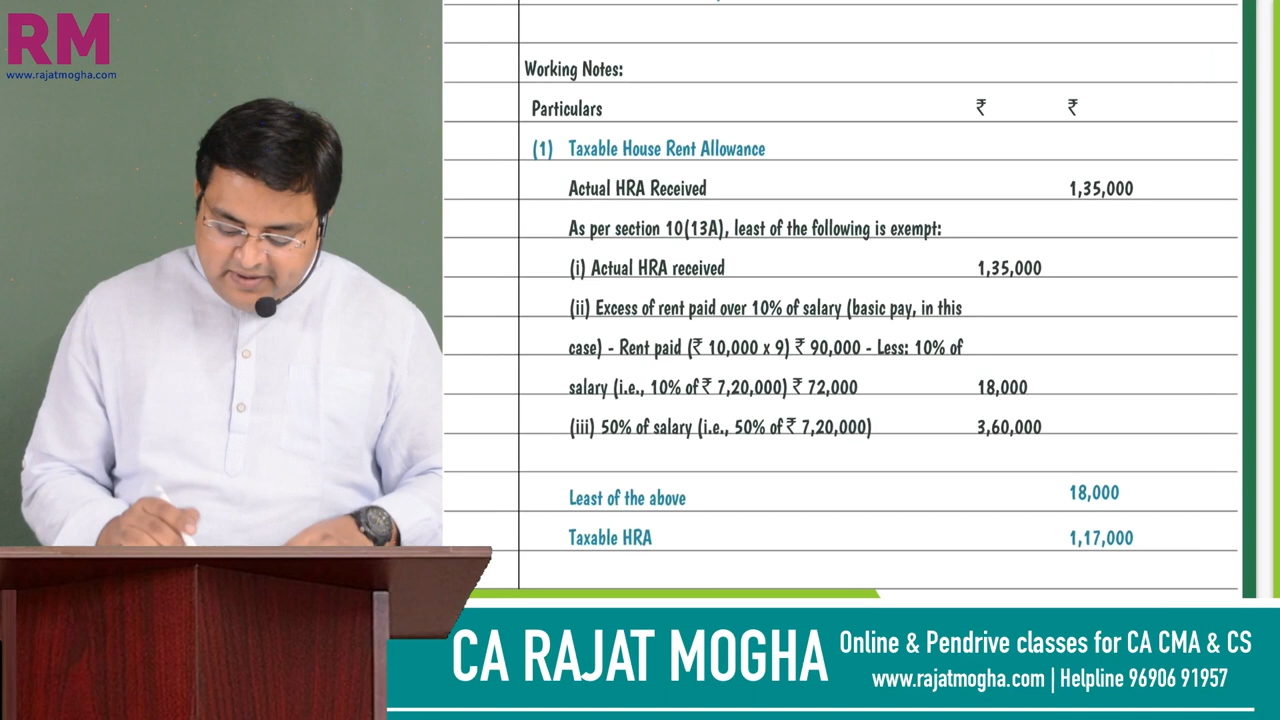 RM
www.rajatmogha.com
Working Notes:
Particulars ₹ ₹
(1) Taxable House Rent Allowance
Actual HRA Received 1,35,000
As per section 10(13A), least of the following is exempt:
(i) Actual HRA received 1,35,000
(ii) Excess of rent paid over 10% of salary (basic pay, in this
case) - Rent paid (₹ 10,000 x 9) ₹ 90,000 - Less: 10% of
salary (i.e., 10% of ₹ 7,20,000) ₹ 72,000 18,000
(iii) 50% of salary (i.e., 50% of ₹ 7,20,000) 3,60,000
Least of the above 18,000
Taxable HRA 1,17,000
CA RAJAT MOGHA
Online & Pendrive classes for CA CMA & CS
www.rajatmogha.com | Helpline 96906 91957